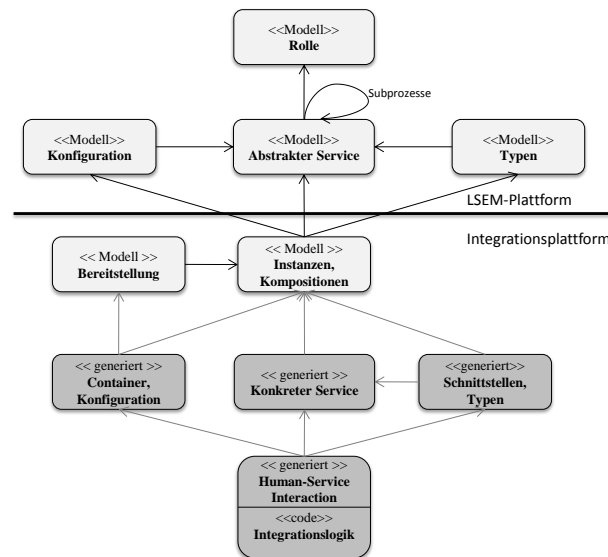 <<Modell>>
Rolle
Subprozesse
<<Modell>>
Konfiguration
<<Modell>>
Abstrakter Service
<<Modell>>
Typen
LSEM-Plattform
Integrationsplattform
<< Modell >>
Bereitstellung
<< Modell >>
Instanzen,
Kompositionen
<< generiert >>
Container,
Konfiguration
<< generiert >>
Konkreter Service
<<generiert>>
Schnittstellen,
Typen
<< generiert >>
Human-Service
Interaction
<<code>>
Integrationslogik